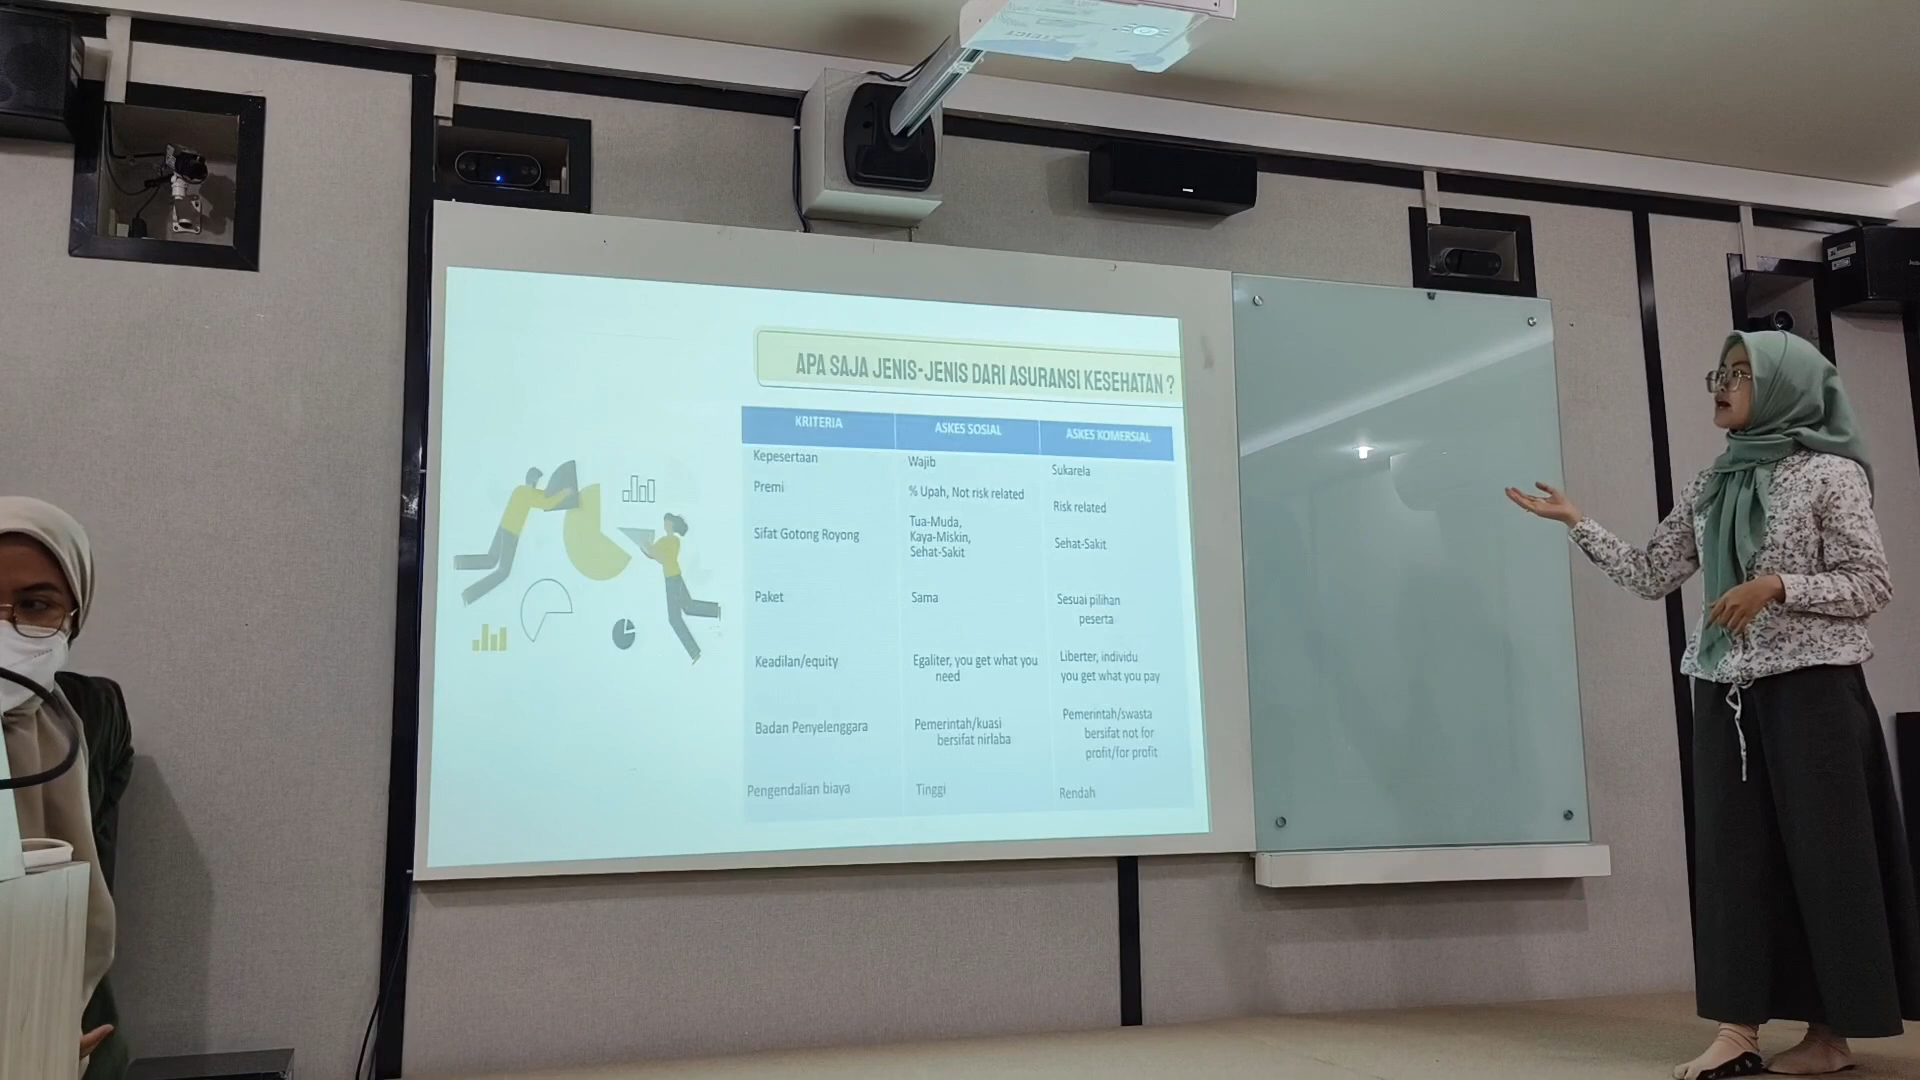 APA SAJA JENIS-JENIS DARI ASURANSI KESEHATAN ?
KRITERIA ASKES SOSIAL ASKES KOMERSIAL
Kepesertaan Wajib Sukarela
Premi % Upah, Not risk related Risk related
Sifat Gotong Royong Tua-Muda,
Kaya-Miskin,
Sehat-Sakit Sehat-Sakit
Paket Sama Sesuai pilihan
peserta
Keadilan/equity Egaliter, you get what you Liberter, individu
need you get what you pay
Badan Penyelenggara Pemerintah/kuasi Pemerintah/swasta
bersifat nirlaba bersifat not for
profit/for profit
Pengendalian biaya Tinggi Rendah